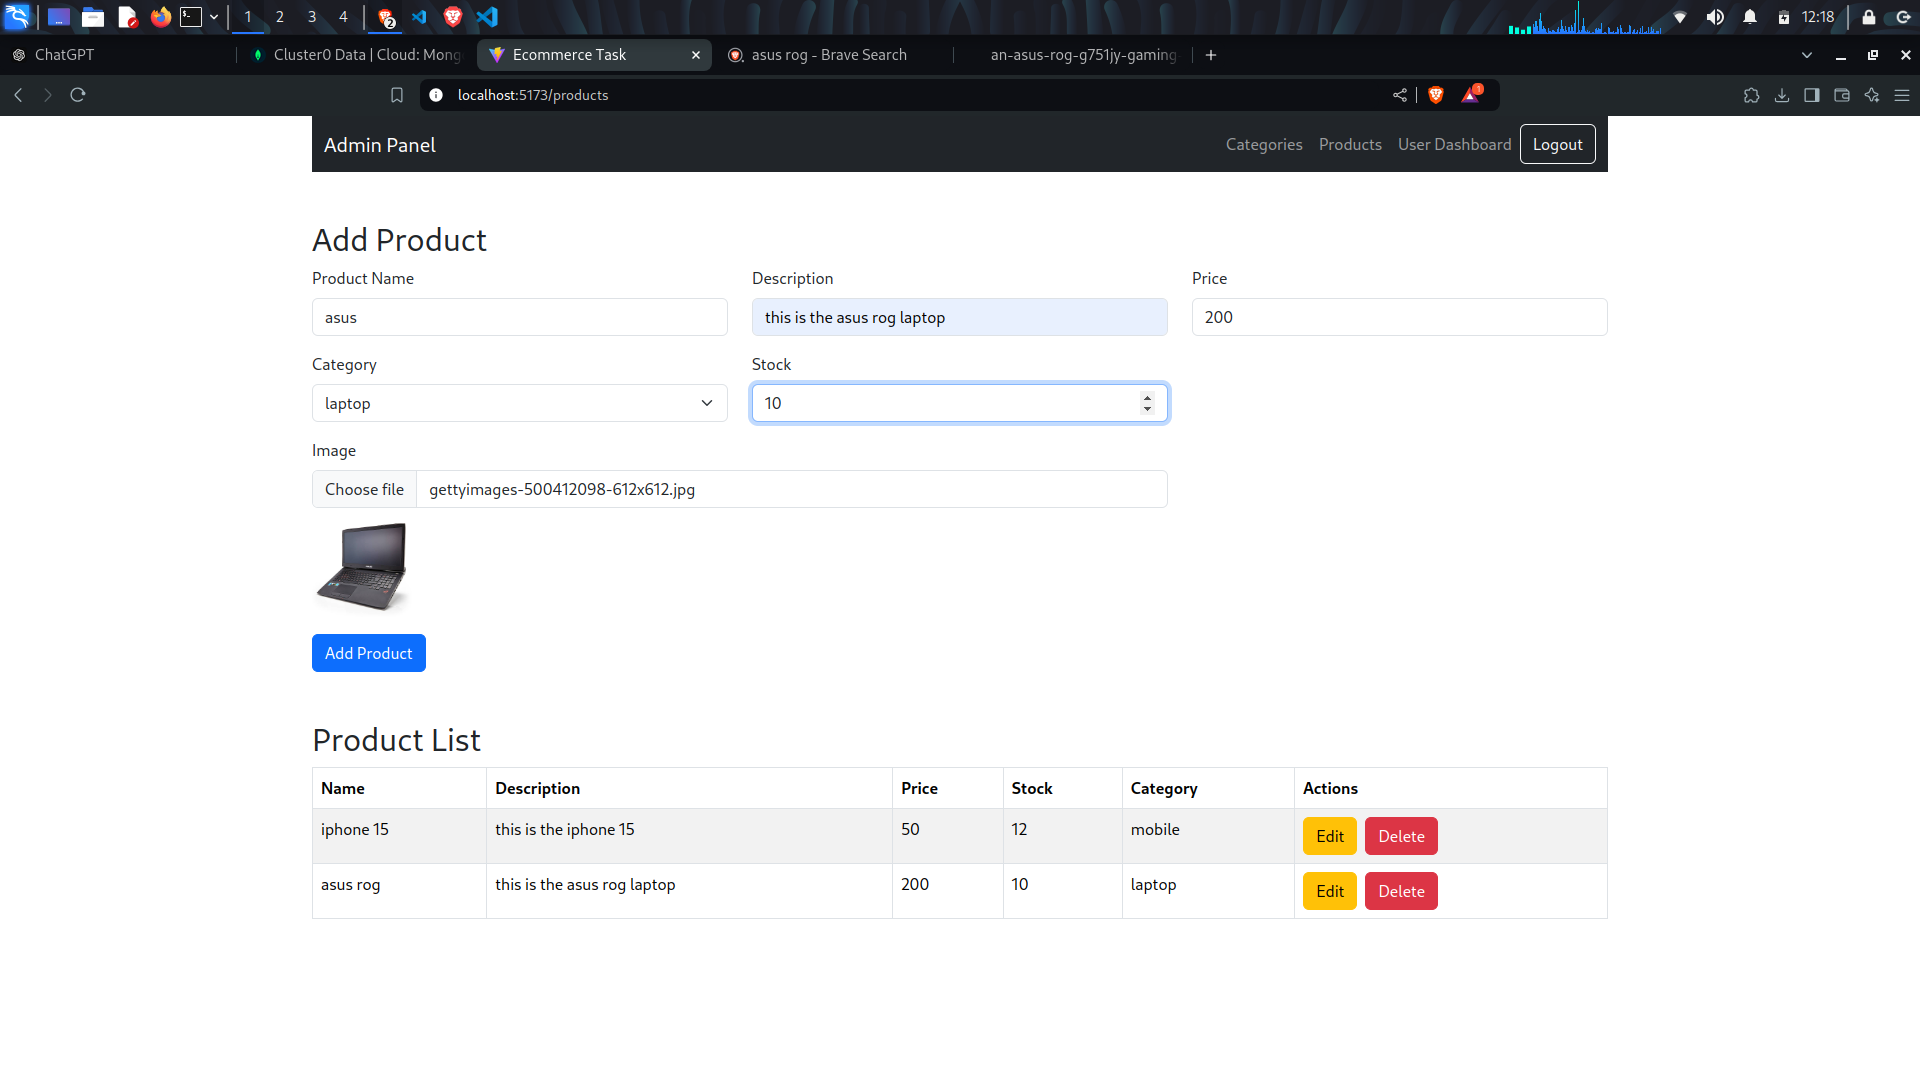 1 2 3 4 2 12:18
ChatGPT Cluster0 Data | Cloud: Mong Ecommerce Task asus rog - Brave Search an-asus-rog-g751jy-gaming-
localhost:5173/products 1
Admin Panel Categories Products User Dashboard Logout
Add Product
Product Name Description Price
asus this is the asus rog laptop 200
Category Stock
laptop 10
Image
Choose file gettyimages-500412098-612x612.jpg
Add Product
Product List
Name Description Price Stock Category Actions
iphone 15 this is the iphone 15 50 12 mobile Edit Delete
asus rog this is the asus rog laptop 200 10 laptop Edit Delete